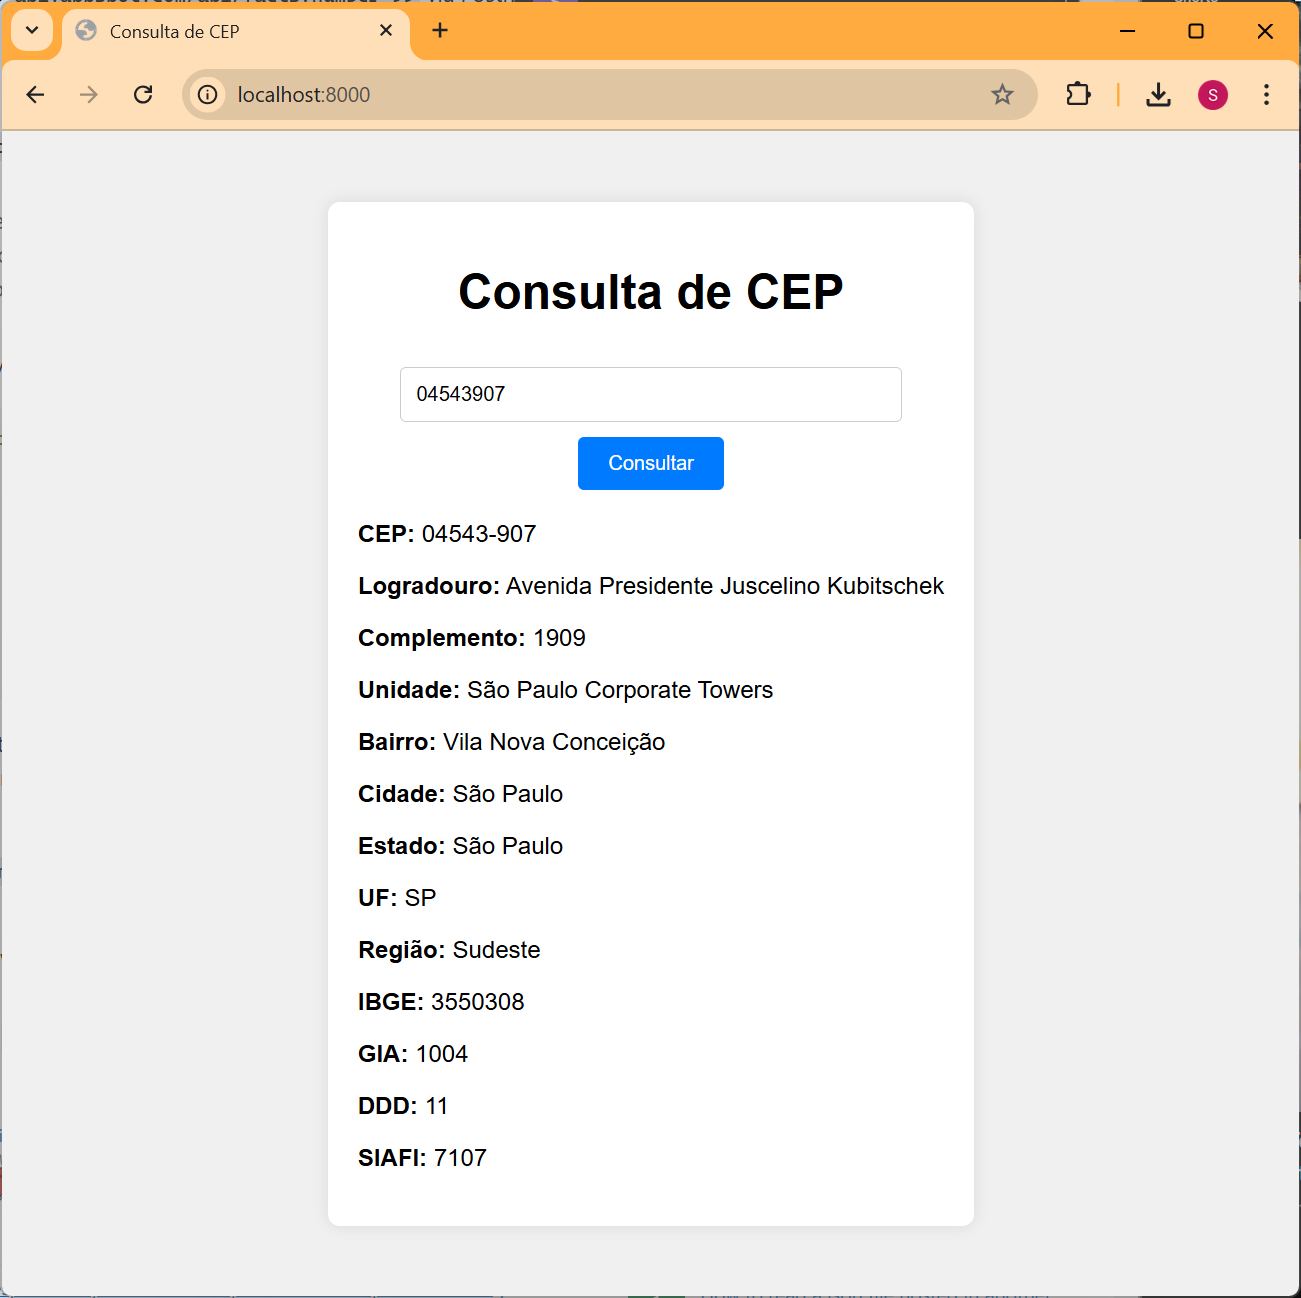 Consulta de CEP
localhost:8000
S
Consulta de CEP
04543907
Consultar
CEP: 04543-907
Logradouro: Avenida Presidente Juscelino Kubitschek
Complemento: 1909
Unidade: São Paulo Corporate Towers
Bairro: Vila Nova Conceição
Cidade: São Paulo
Estado: São Paulo
UF: SP
Região: Sudeste
IBGE: 3550308
GIA: 1004
DDD: 11
SIAFI: 7107